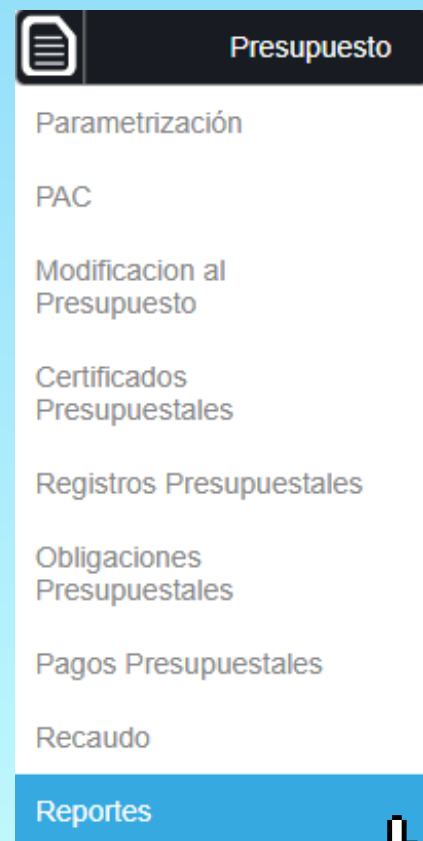 Presupuesto
Parametrización
PAC
Modificacion al
Presupuesto
Certificados
Presupuestales
Registros Presupuestales
Obligaciones
Presupuestales
Pagos Presupuestales
Recaudo
Reportes